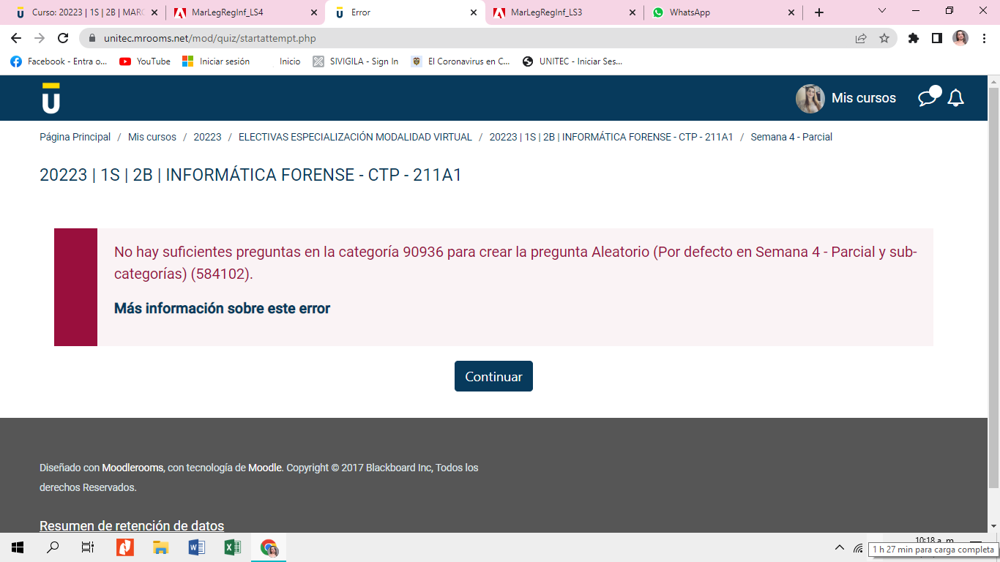 Curso: 20223 | 1S | 2B | MARC
MarLegRegInf_LS4
Error
MarLegRegInf_LS3
WhatsApp
unitec.mrooms.net/mod/quiz/startattempt.php
Facebook - Entra o...
YouTube
Iniciar sesión
Inicio
SIVIGILA - Sign In
El Coronavirus en C...
UNITEC - Iniciar Ses...
Mis cursos
Página Principal / Mis cursos / 20223 / ELECTIVAS ESPECIALIZACIÓN MODALIDAD VIRTUAL / 20223 | 1S | 2B | INFORMÁTICA FORENSE - CTP - 211A1 / Semana 4 - Parcial
20223 | 1S | 2B | INFORMÁTICA FORENSE - CTP - 211A1
No hay suficientes preguntas en la categoría 90936 para crear la pregunta Aleatorio (Por defecto en Semana 4 - Parcial y sub-
categorías) (584102).
Más información sobre este error
Continuar
Diseñado con Moodlerooms, con tecnología de Moodle. Copyright © 2017 Blackboard Inc, Todos los
derechos Reservados.
Resumen de retención de datos
10:18 a. m.
1 h 27 min para carga completa